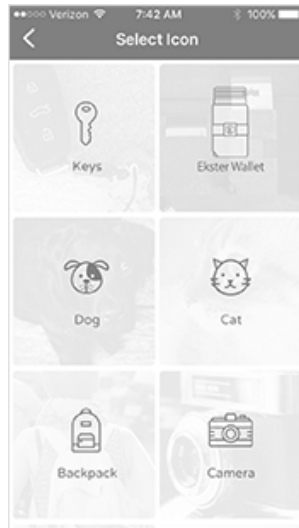 Verizon 7:42 AM 100%
Select Icon
Keys
Ekster Wallet
Dog
Cat
Backpack
Camera